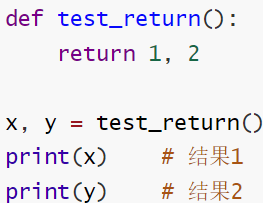 def test_return():
    return 1, 2

x, y = test_return()
print(x)    # 结果1
print(y)    # 结果2